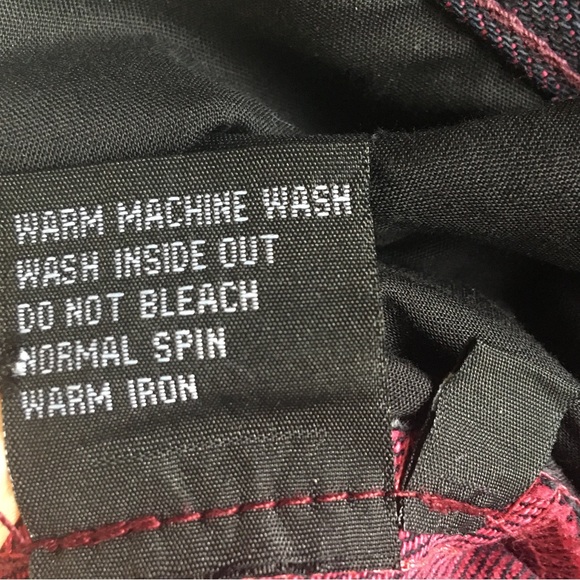 WARM MACHINE WASH
WASH INSIDE OUT
DO NOT BLEACH
NORMAL SPIN
WARM IRON